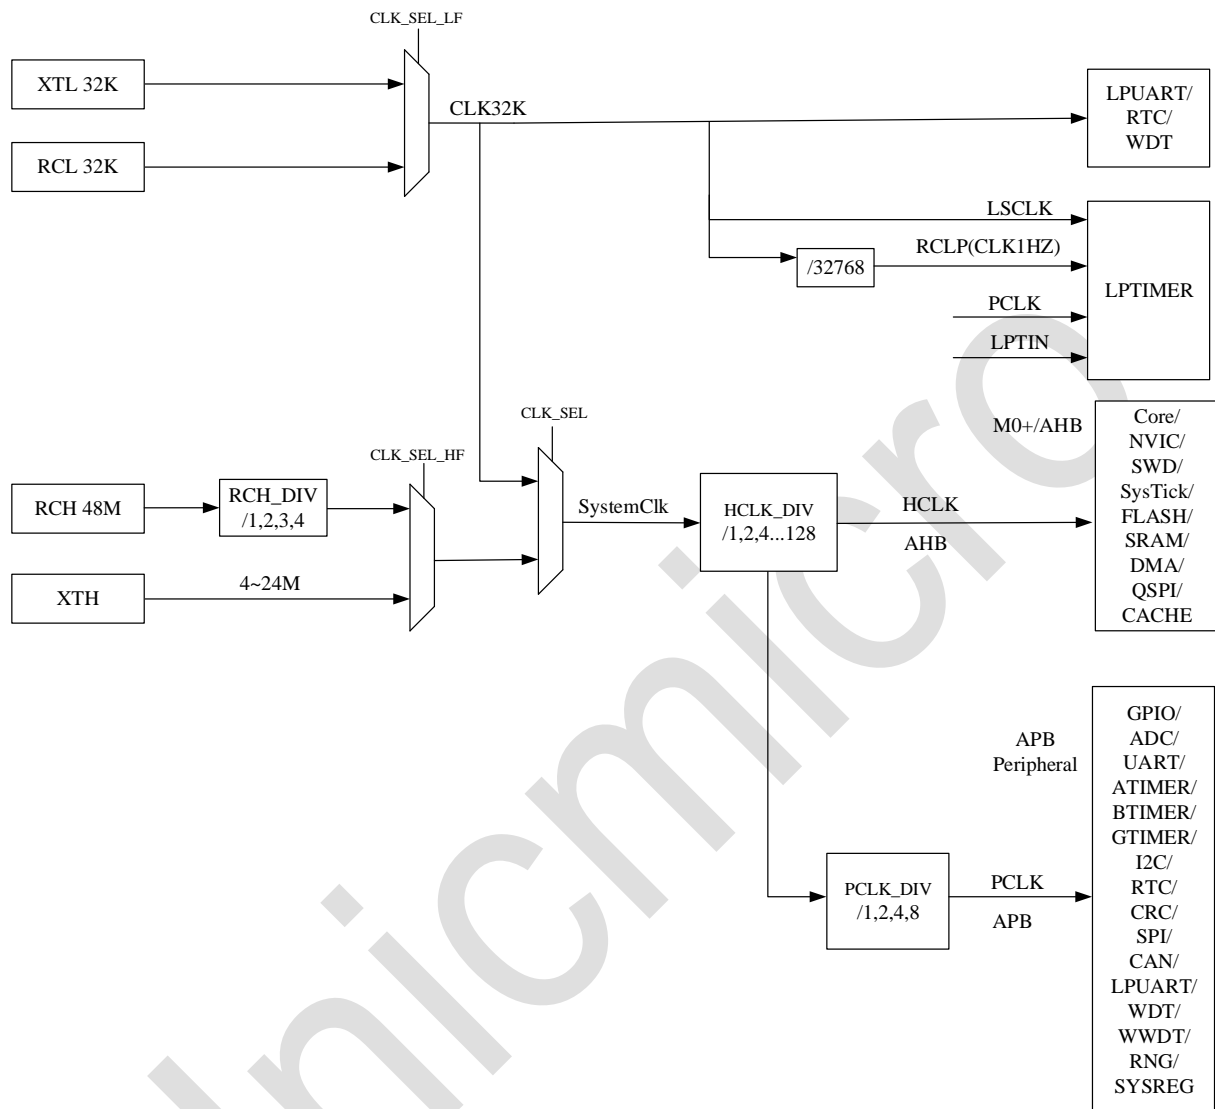 CLK_SEL_LF
XTL 32K
RCL 32K
CLK32K
LPUART/
RTC/
WDT
LSCLK
RCLP(CLK1HZ)
/32768
PCLK
LPTIN
LPTIMER
CLK_SEL
CLK_SEL_HF
RCH 48M
RCH_DIV
/1,2,3,4
XTH
4~24M
SystemClk
HCLK_DIV
/1,2,4...128
HCLK
AHB
M0+/AHB
Core/
NVIC/
SWD/
SysTick/
FLASH/
SRAM/
DMA/
QSPI/
CACHE
PCLK_DIV
/1,2,4,8
PCLK
APB
APB
Peripheral
GPIO/
ADC/
UART/
ATIMER/
BTIMER/
GTIMER/
I2C/
RTC/
CRC/
SPI/
CAN/
LPUART/
WDT/
WWDT/
RNG/
SYSREG